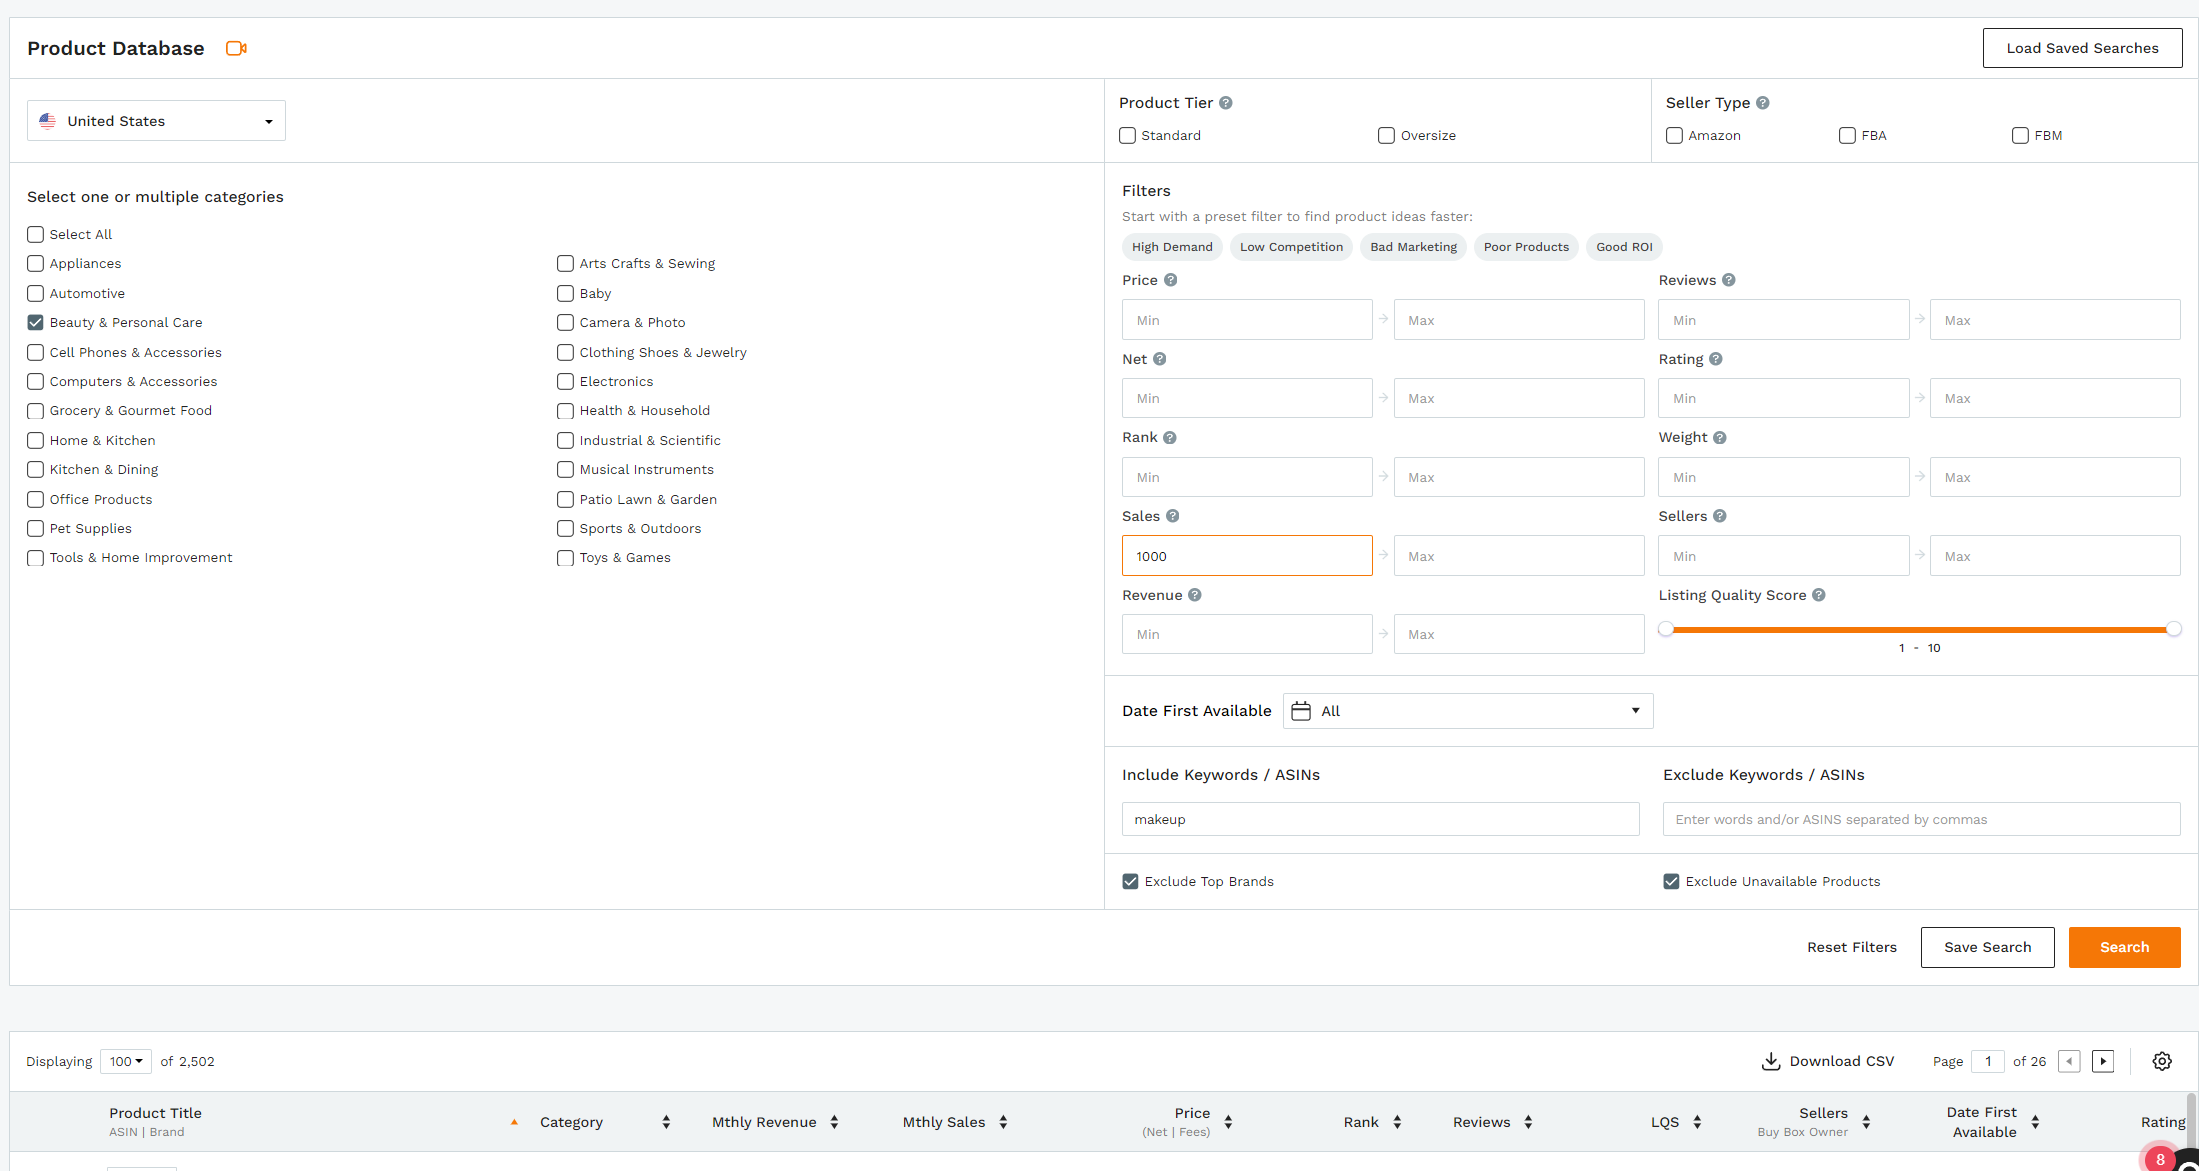 Product Database
Load Saved Searches
United States
Product Tier
Standard
Oversize
Seller Type
Amazon
FBA
FBM
Select one or multiple categories
Select All
Appliances
Arts Crafts & Sewing
Automotive
Baby
Beauty & Personal Care
Camera & Photo
Cell Phones & Accessories
Clothing Shoes & Jewelry
Computers & Accessories
Electronics
Grocery & Gourmet Food
Health & Household
Home & Kitchen
Industrial & Scientific
Kitchen & Dining
Musical Instruments
Office Products
Patio Lawn & Garden
Pet Supplies
Sports & Outdoors
Tools & Home Improvement
Toys & Games
Filters
Start with a preset filter to find product ideas faster:
High Demand
Low Competition
Bad Marketing
Poor Products
Good ROI
Price
Min
Max
Reviews
Min
Max
Net
Min
Max
Rating
Min
Max
Rank
Min
Max
Weight
Min
Max
Sales
1000
Max
Sellers
Min
Max
Revenue
Min
Max
Listing Quality Score
1 - 10
Date First Available
All
Include Keywords / ASINs
makeup
Exclude Keywords / ASINs
Enter words and/or ASINS separated by commas
Exclude Top Brands
Exclude Unavailable Products
Reset Filters
Save Search
Search
Displaying 100 of 2,502
Download CSV
Page 1 of 26
Product Title
ASIN | Brand
Category
Mthly Revenue
Mthly Sales
Price
(Net | Fees)
Rank
Reviews
LQS
Sellers
Buy Box Owner
Date First
Available
Rating
8